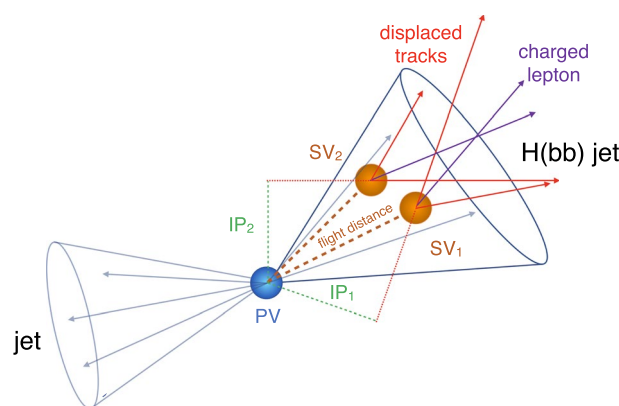 displaced
tracks
charged
lepton
SV₂
H(bb) jet
IP₂
flight distance
SV₁
IP₁
PV
jet